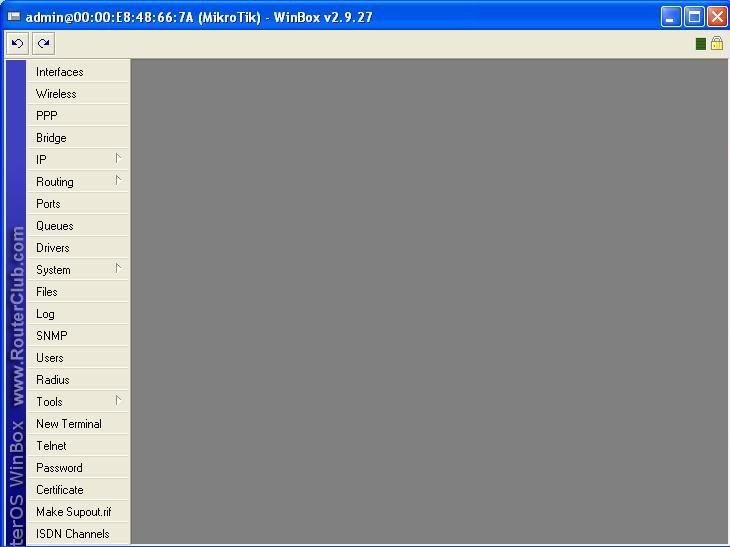 admin@00:00:E8:48:66:7A (MikroTik) - WinBox v2.9.27
Interfaces
Wireless
PPP
Bridge
IP
Routing
Ports
Queues
Drivers
System
Files
Log
SNMP
Users
Radius
Tools
New Terminal
Telnet
Password
Certificate
Make Supout.rif
ISDN Channels
terOS WinBox www.RouterClub.com